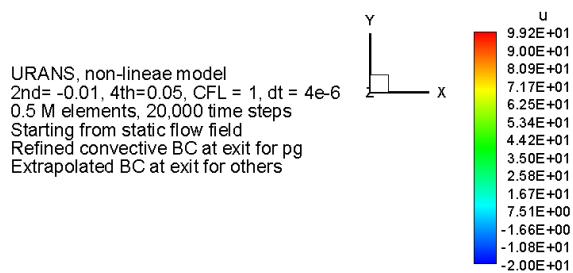 URANS, non-lineae model
2nd= -0.01, 4th=0.05, CFL = 1, dt = 4e-6
0.5 M elements, 20,000 time steps
Starting from static flow field
Refined convective BC at exit for pg
Extrapolated BC at exit for others
Y
Z
X
u
9.92E+01
9.00E+01
8.09E+01
7.17E+01
6.25E+01
5.34E+01
4.42E+01
3.50E+01
2.58E+01
1.67E+01
7.51E+00
-1.66E+00
-1.08E+01
-2.00E+01